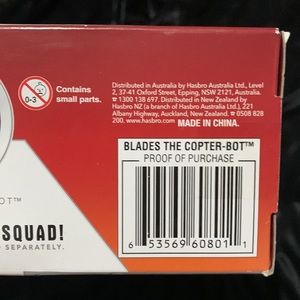 Distributed in Australia by Hasbro Australia Ltd., Level
2, 37-41 Oxford Street, Epping, NSW 2121, Australia.
☎ 1300 138 697. Distributed in New Zealand by
Hasbro NZ (a branch of Hasbro Australia Ltd.), 221
Albany Highway, Auckland, New Zealand. ☎ 0508 828
200. www.hasbro.com. MADE IN CHINA.
0-3
Contains
small parts.
BLADES THE COPTER-BOT™
PROOF OF PURCHASE
6 53569 60801 1
OT™
SQUAD!
SEPARATELY.